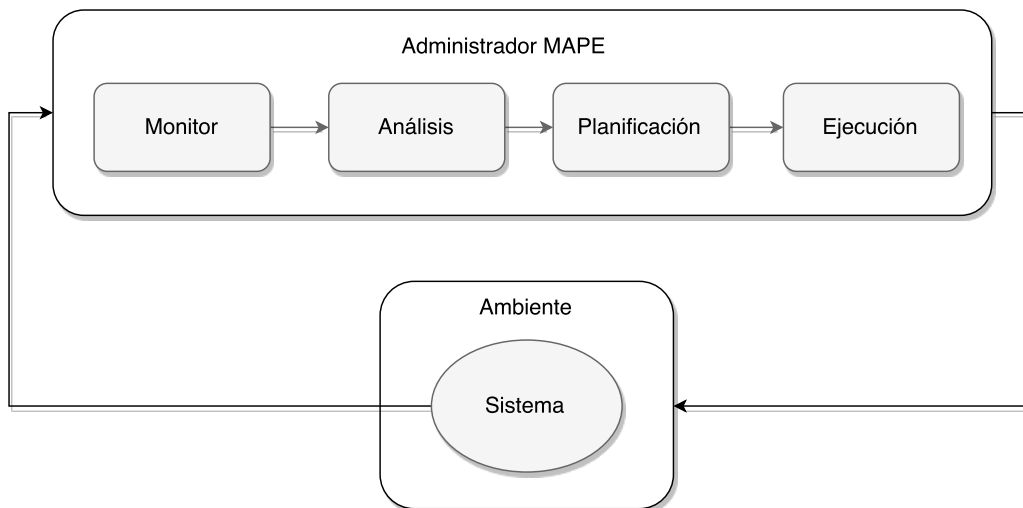 Administrador MAPE
Monitor
Análisis
Planificación
Ejecución
Ambiente
Sistema